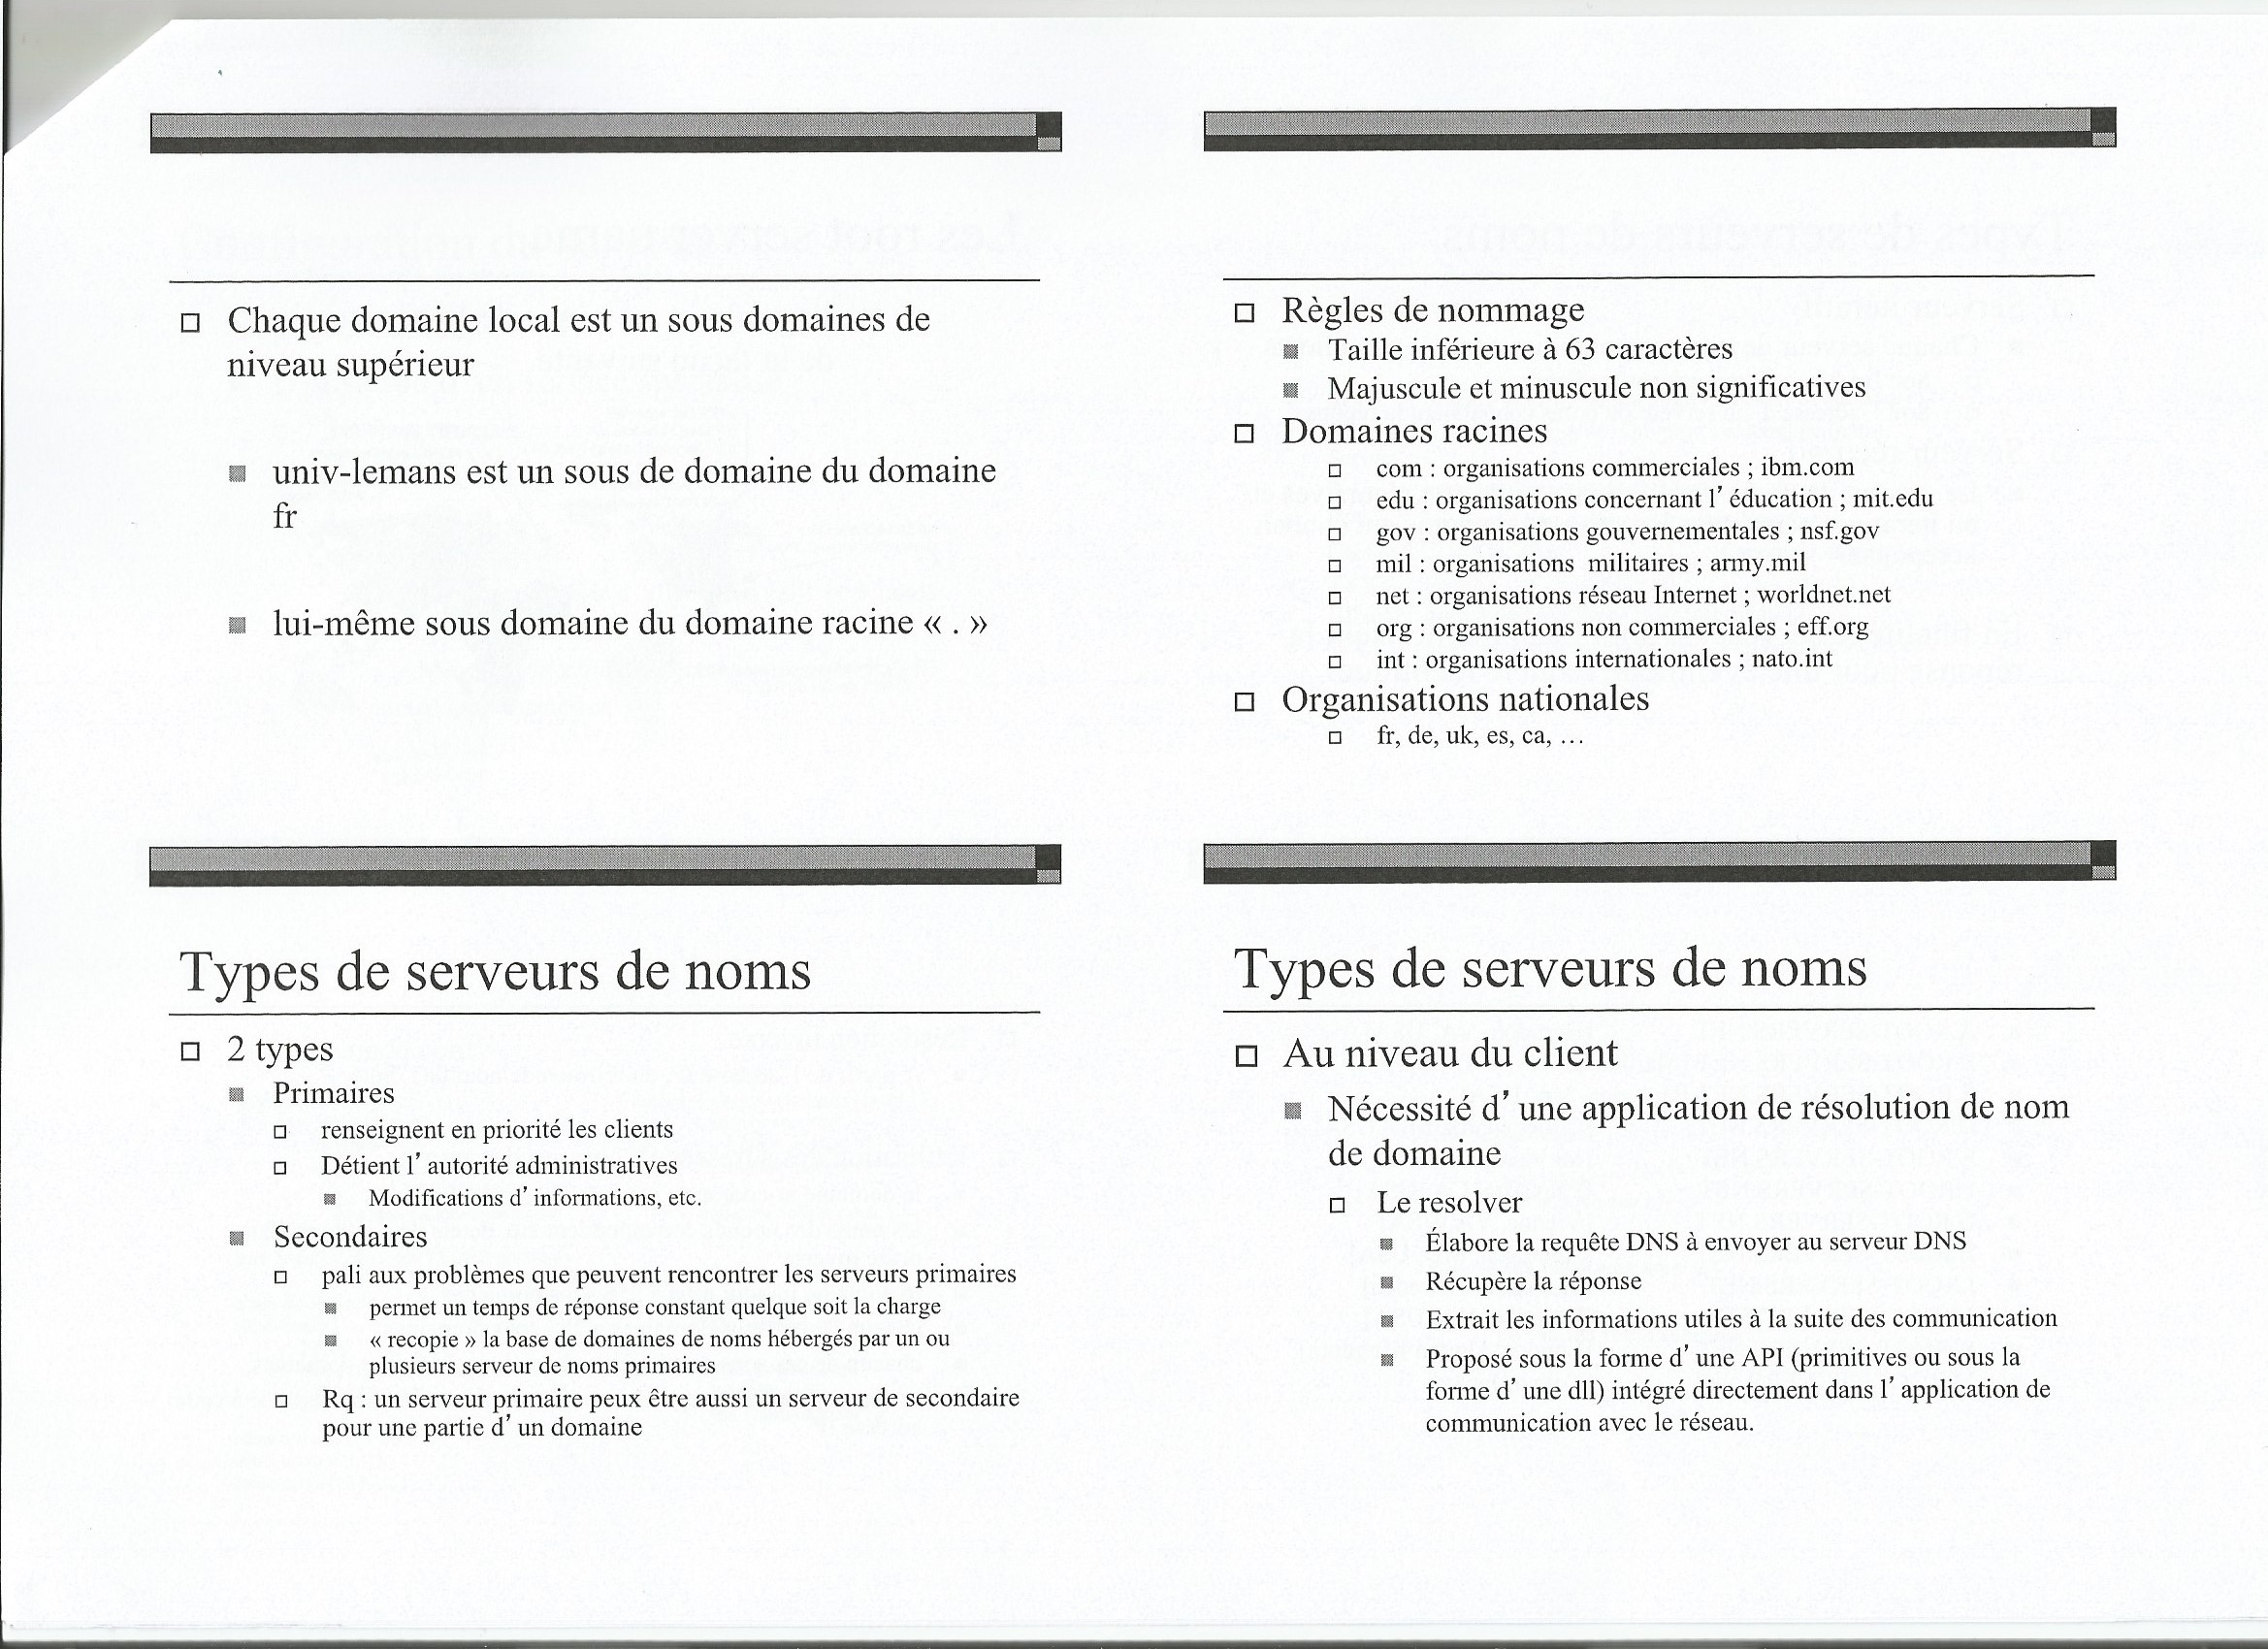 Chaque domaine local est un sous domaines de
niveau supérieur
univ-lemans est un sous de domaine du domaine
fr
lui-même sous domaine du domaine racine « . »
Règles de nommage
Taille inférieure à 63 caractères
Majuscule et minuscule non significatives
Domaines racines
com : organisations commerciales ; ibm.com
edu : organisations concernant l’éducation ; mit.edu
gov : organisations gouvernementales ; nsf.gov
mil : organisations militaires ; army.mil
net : organisations réseau Internet ; worldnet.net
org : organisations non commerciales ; eff.org
int : organisations internationales ; nato.int
Organisations nationales
fr, de, uk, es, ca, …
Types de serveurs de noms
2 types
Primaires
renseignent en priorité les clients
Détient l’autorité administratives
Modifications d’informations, etc.
Secondaires
pali aux problèmes que peuvent rencontrer les serveurs primaires
permet un temps de réponse constant quelque soit la charge
« recopie » la base de domaines de noms hébergés par un ou
plusieurs serveur de noms primaires
Rq : un serveur primaire peux être aussi un serveur de secondaire
pour une partie d’un domaine
Types de serveurs de noms
Au niveau du client
Nécessité d’une application de résolution de nom
de domaine
Le resolver
Élabore la requête DNS à envoyer au serveur DNS
Récupère la réponse
Extrait les informations utiles à la suite des communication
Proposé sous la forme d’une API (primitives ou sous la
forme d’une dll) intégré directement dans l’application de
communication avec le réseau.